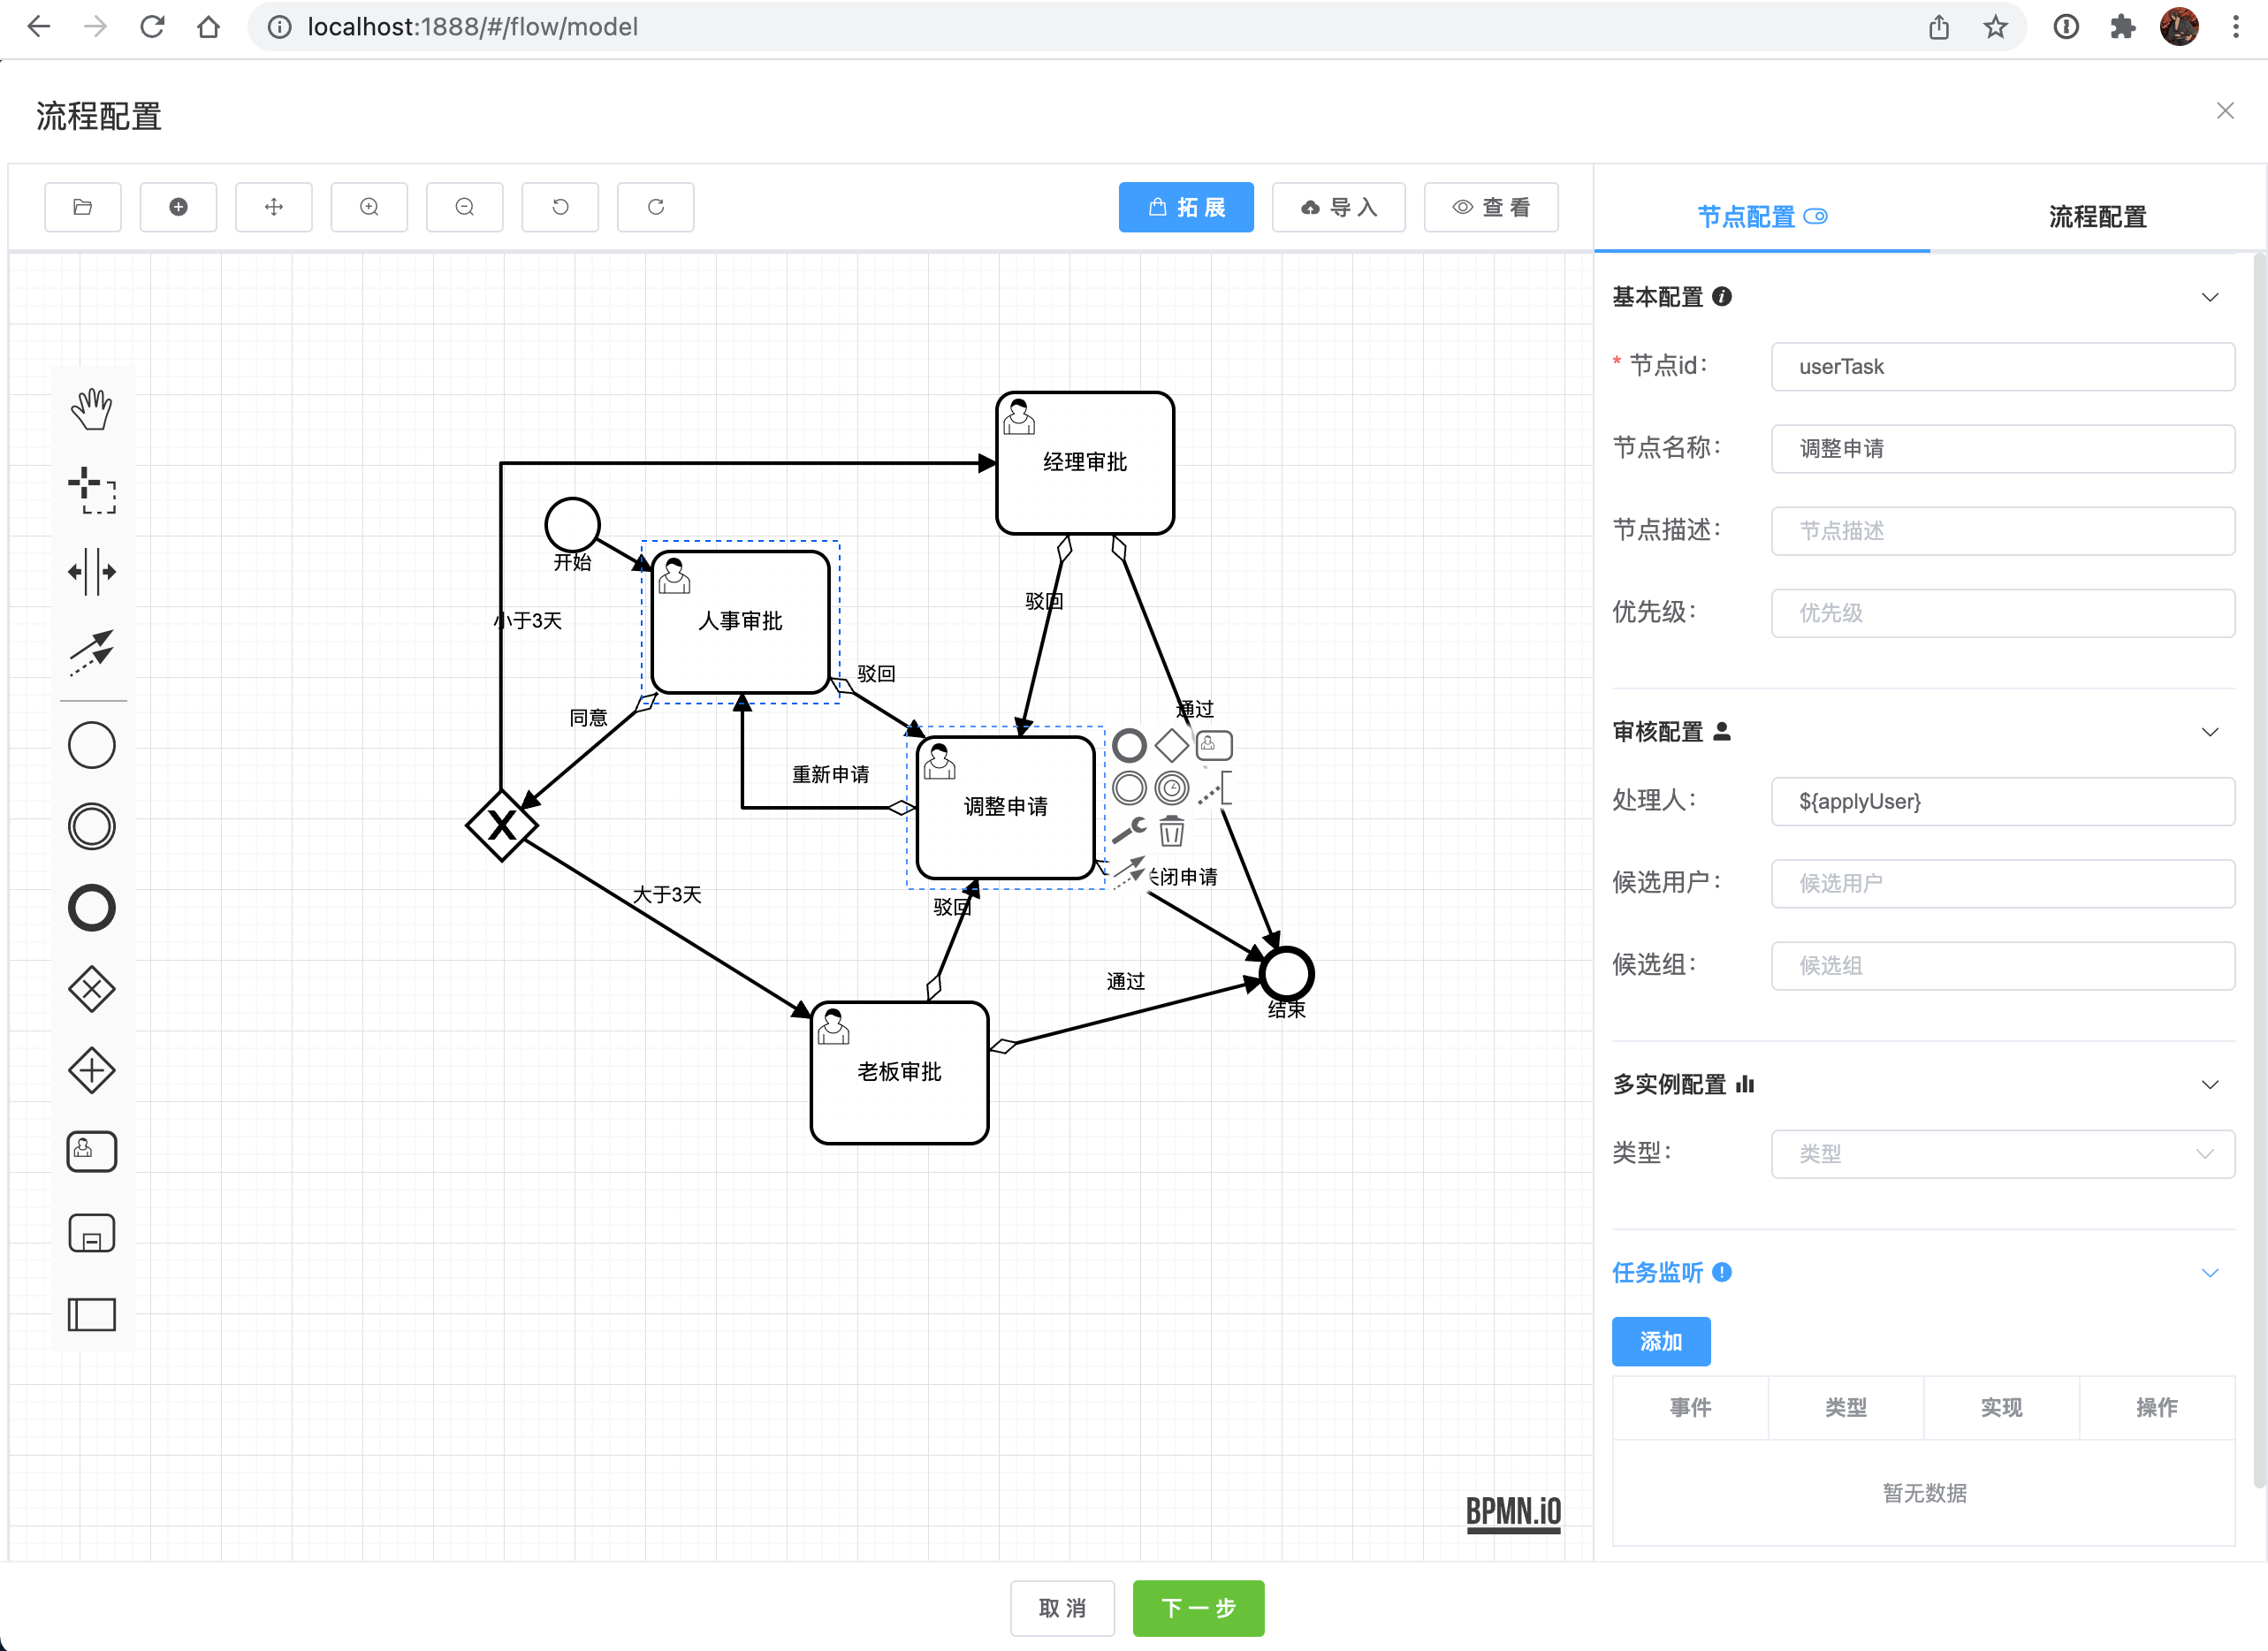 localhost:1888/#/flow/model
流程配置
拓展
导入
查看
节点配置
流程配置
基本配置
* 节点id：
userTask
节点名称：
调整申请
节点描述：
节点描述
优先级：
优先级
审核配置
处理人：
${applyUser}
候选用户：
候选用户
候选组：
候选组
多实例配置
类型：
类型
任务监听
添加
事件 类型 实现 操作
暂无数据
经理审批
开始
驳回
小于3天
人事审批
驳回
通过
同意
重新申请
调整申请
X
关闭申请
大于3天
驳回
通过
结束
老板审批
BPMN.iO
取消
下一步